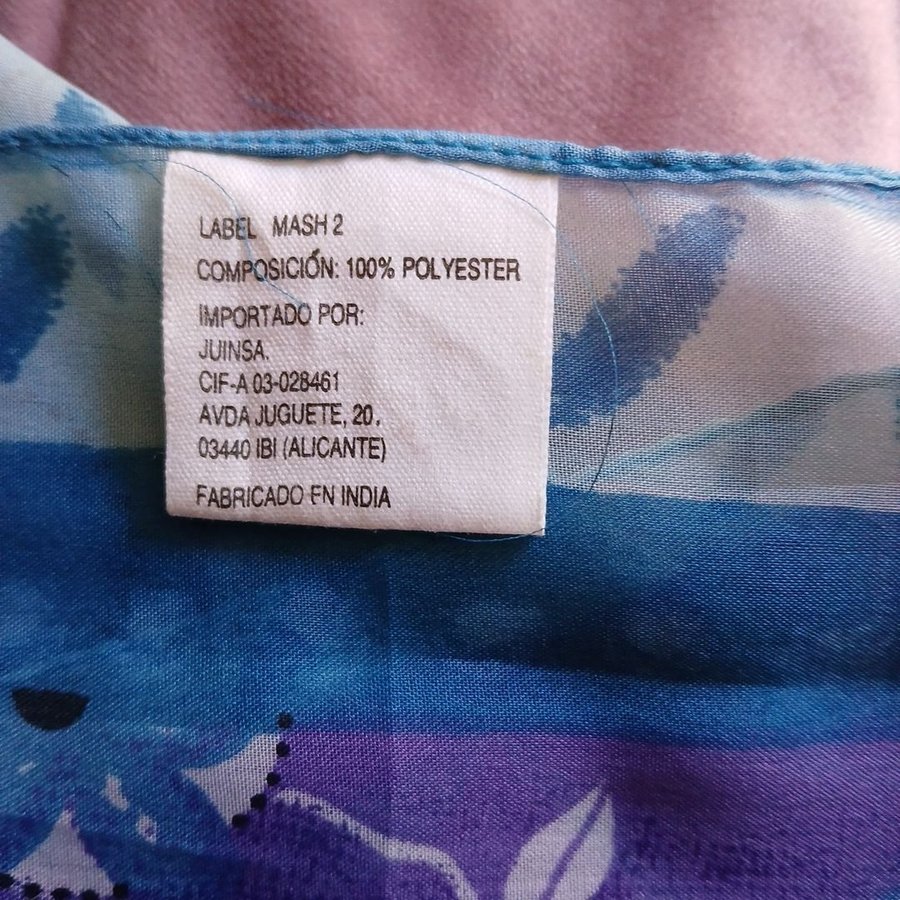 LABEL MASH 2
COMPOSICIÓN: 100% POLYESTER
IMPORTADO POR:
JUINSA.
CIF-A 03-028461
AVDA JUGUETE, 20.
03440 IBI (ALICANTE)
FABRICADO EN INDIA